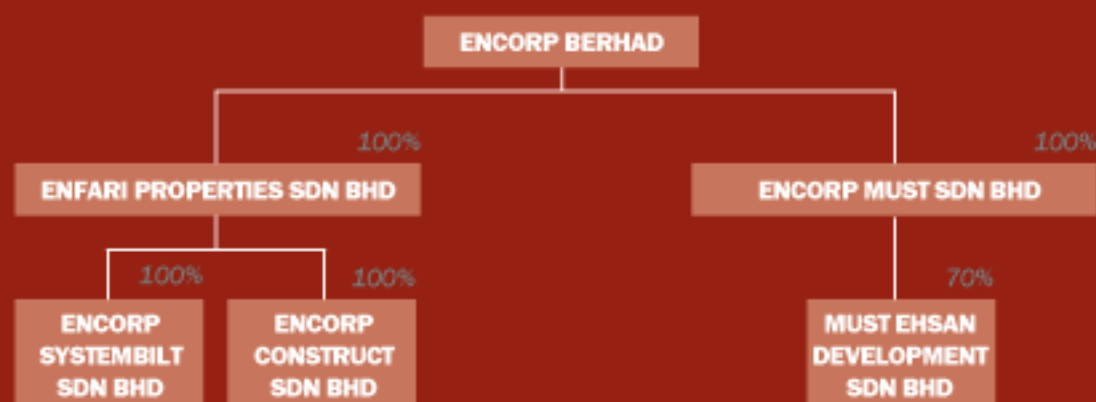 ENCORP BERHAD
100%
100%
ENFARI PROPERTIES SDN BHD
ENCORP MUST SDN BHD
100%
100%
70%
ENCORP
SYSTEMBILT
SDN BHD
ENCORP
CONSTRUCT
SDN BHD
MUST EHSAN
DEVELOPMENT
SDN BHD